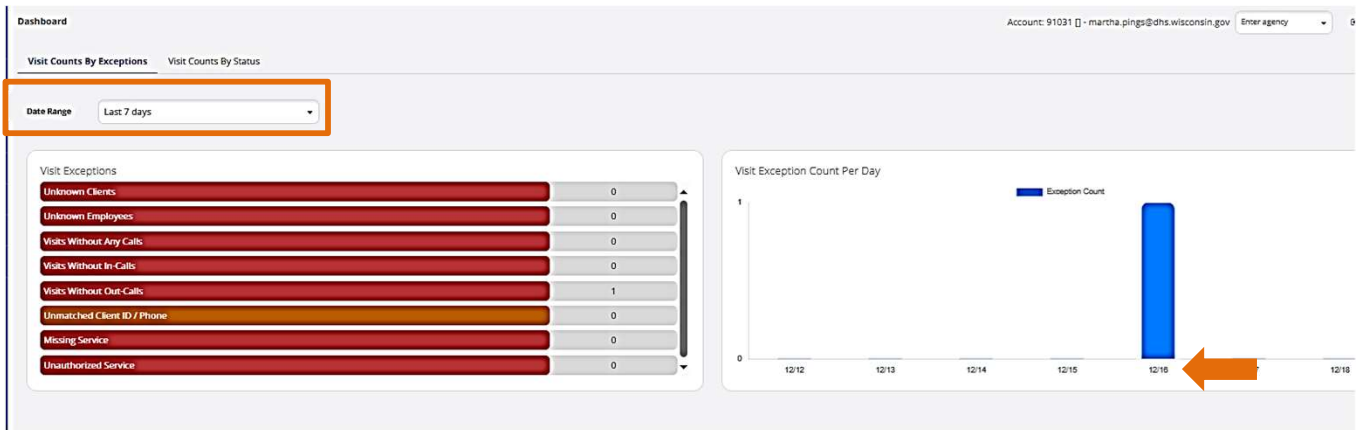 Dashboard
Account: 91031 [] - martha.pings@dhs.wisconsin.gov
Enter agency
Visit Counts By Exceptions
Visit Counts By Status
Date Range
Last 7 days
Visit Exceptions
Unknown Clients 0
Unknown Employees 0
Visits Without Any Calls 0
Visits Without In-Calls 0
Visits Without Out-Calls 1
Unmatched Client ID / Phone 0
Missing Service 0
Unauthorized Service 0
Visit Exception Count Per Day
Exception Count
1
0
12/12 12/13 12/14 12/15 12/16 12/18